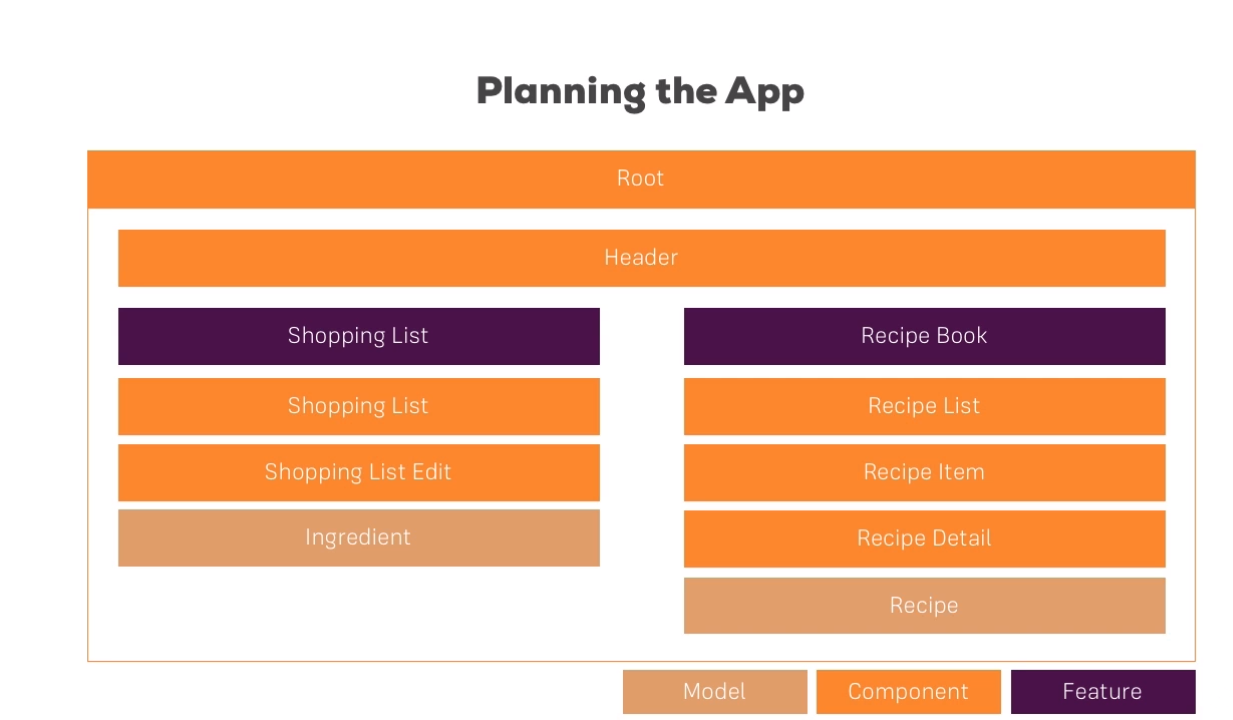 Planning the App
Root
Header
Shopping List
Recipe Book
Shopping List
Recipe List
Shopping List Edit
Recipe Item
Ingredient
Recipe Detail
Recipe
Model
Component
Feature